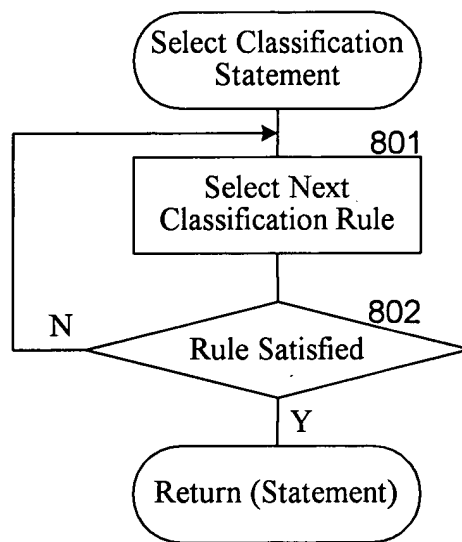 Select Classification
Statement
801
Select Next
Classification Rule
802
N
Rule Satisfied
Y
Return (Statement)